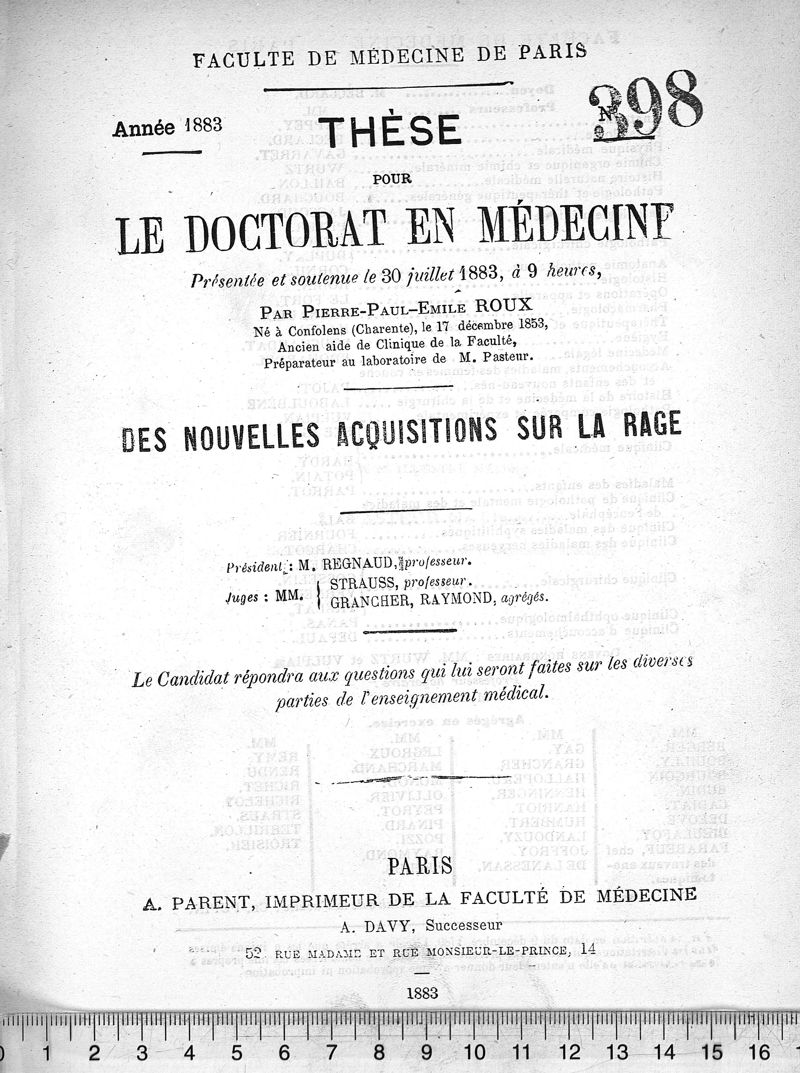 FACULTE DE MÉDECINE DE PARIS
Année 1883
THÈSE
No 398
POUR
LE DOCTORAT EN MÉDECINE
Présentée et soutenue le 30 juillet 1883, à 9 heures,
PAR PIERRE-PAUL-EMILE ROUX
Né à Confolens (Charente), le 17 décembre 1853,
Ancien aide de Clinique de la Faculté,
Préparateur au laboratoire de M. Pasteur.
DES NOUVELLES ACQUISITIONS SUR LA RAGE
Président : M. REGNAUD, professeur.
Juges : MM. { STRAUSS, professeur.
GRANCHER, RAYMOND, agrégés.
Le Candidat répondra aux questions qui lui seront faites sur les diverses
parties de l'enseignement médical.
PARIS
A. PARENT, IMPRIMEUR DE LA FACULTÉ DE MÉDECINE
A. DAVY, Successeur
52 RUE MADAME ET RUE MONSIEUR-LE-PRINCE, 14
1883
0 1 2 3 4 5 6 7 8 9 10 11 12 13 14 15 16